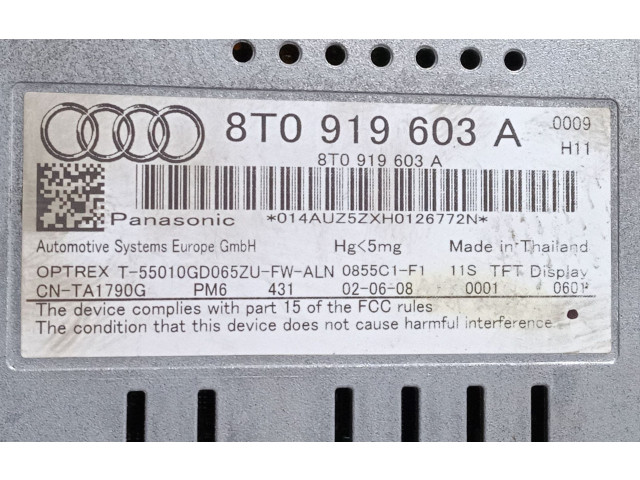 8T0 919 603 A 0009
H11
8T0 919 603 A
Panasonic *014AUZ5ZXH0126772N*
Automotive Systems Europe GmbH Hg<5mg Made in Thailand
OPTREX T-55010GD065ZU-FW-ALN 0855C1-F1 11S TFT Display
CN-TA1790G PM6 431 02-06-08 0001 0601
The device complies with part 15 of the FCC rules
The condition that this device does not cause harmful interference